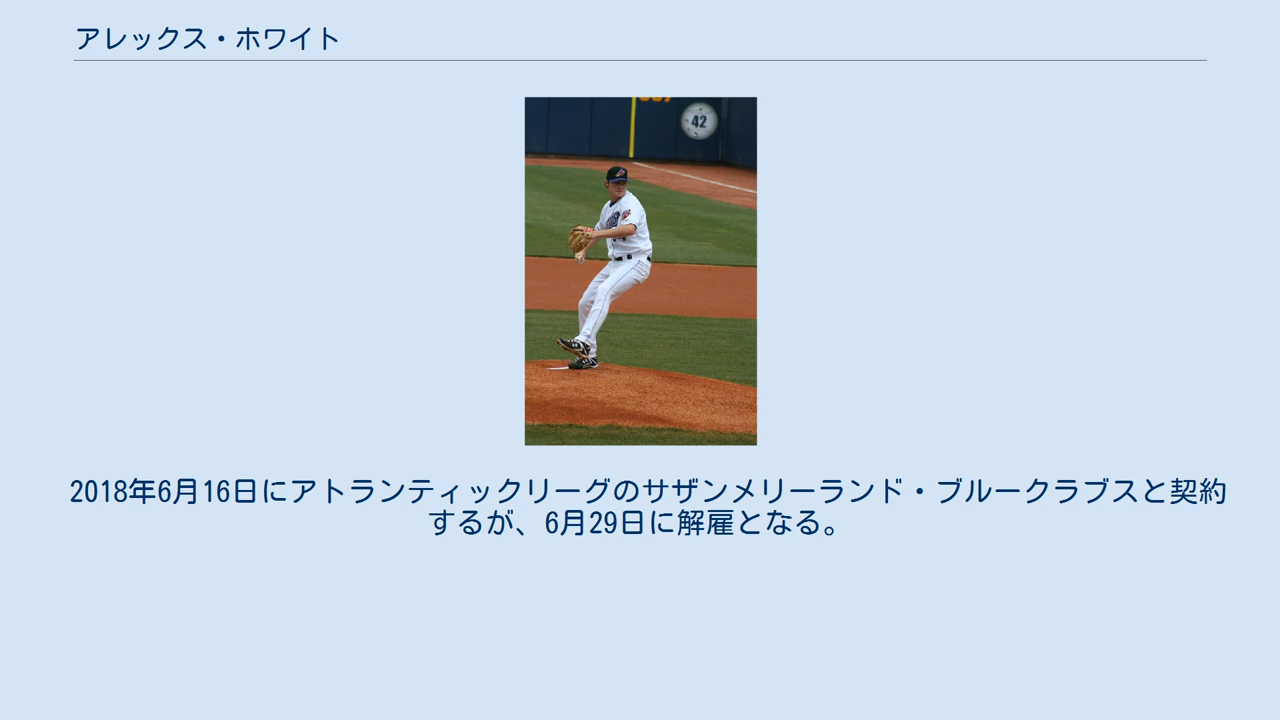 アレックス・ホワイト
42
2018年6月16日にアトランティックリーグのサザンメリーランド・ブルークラブスと契約
するが、6月29日に解雇となる。